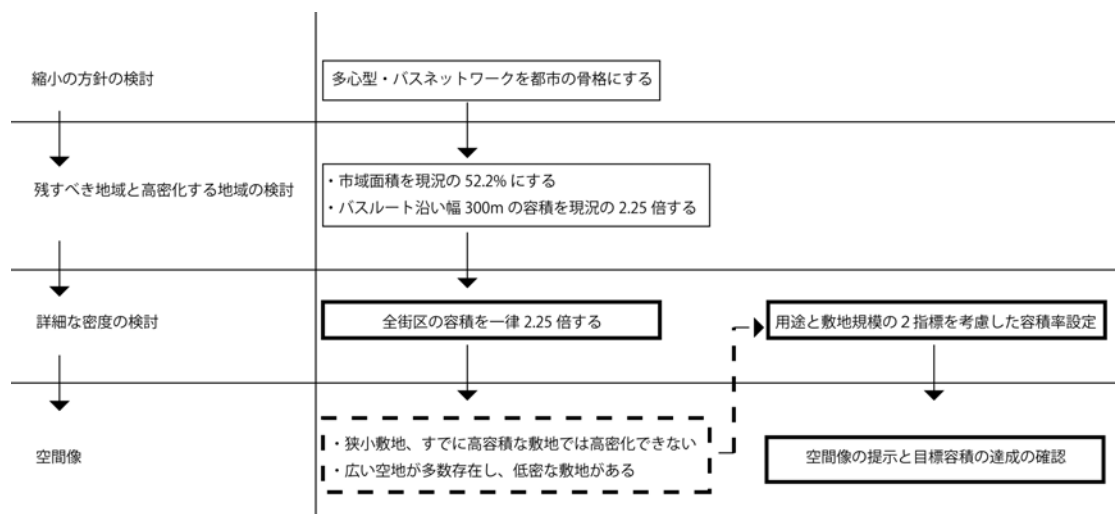 縮小の方針の検討
多心型・バスネットワークを都市の骨格にする
残すべき地域と高密化する地域の検討
・市域面積を現況の 52.2% にする
・バスルート沿い幅 300m の容積を現況の 2.25 倍する
詳細な密度の検討
全街区の容積を一律 2.25 倍する
用途と敷地規模の２指標を考慮した容積率設定
空間像
・狭小敷地、すでに高容積な敷地では高密化できない
・広い空地が多数存在し、低密な敷地がある
空間像の提示と目標容積の達成の確認